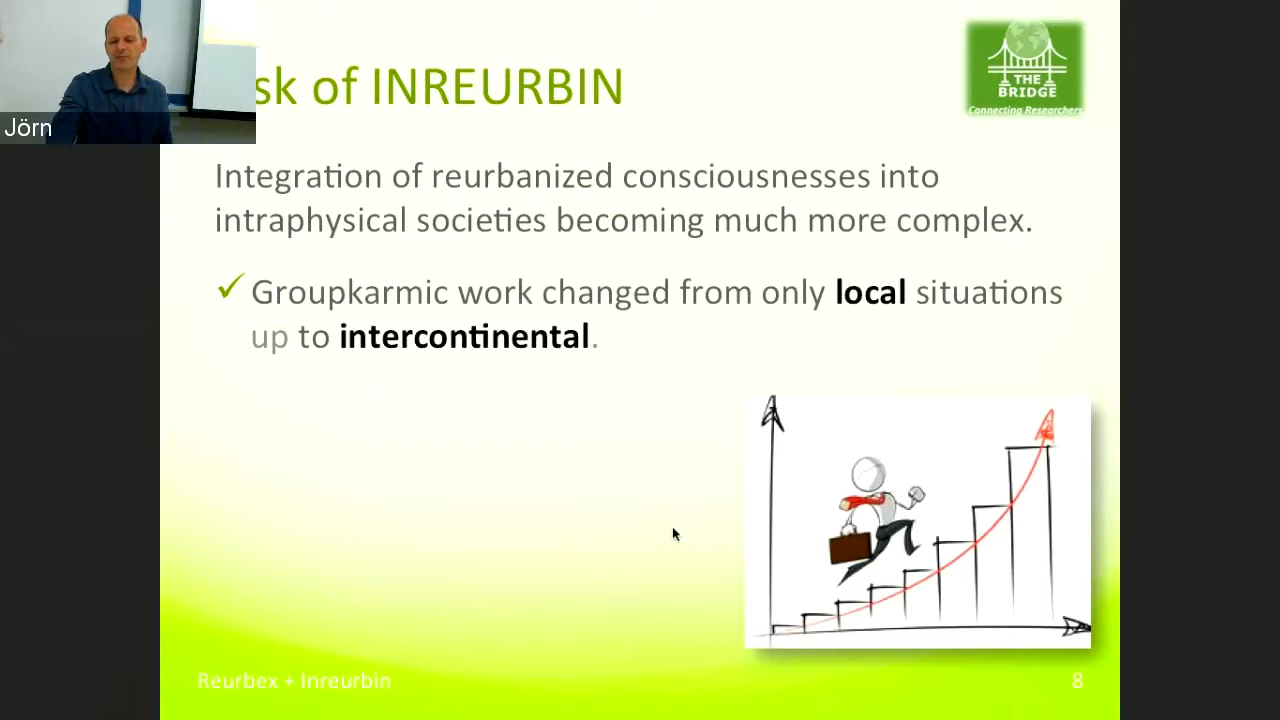 Jörn
sk of INREURBIN
THE
BRIDGE
Connecting Researchers
Integration of reurbanized consciousnesses into
intraphysical societies becoming much more complex.
Groupkarmic work changed from only local situations
up to intercontinental.
Reurbex + Inreurbin
8